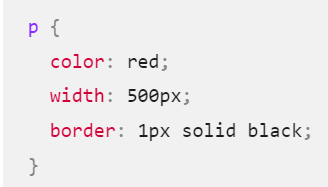 p {
  color: red;
  width: 500px;
  border: 1px solid black;
}